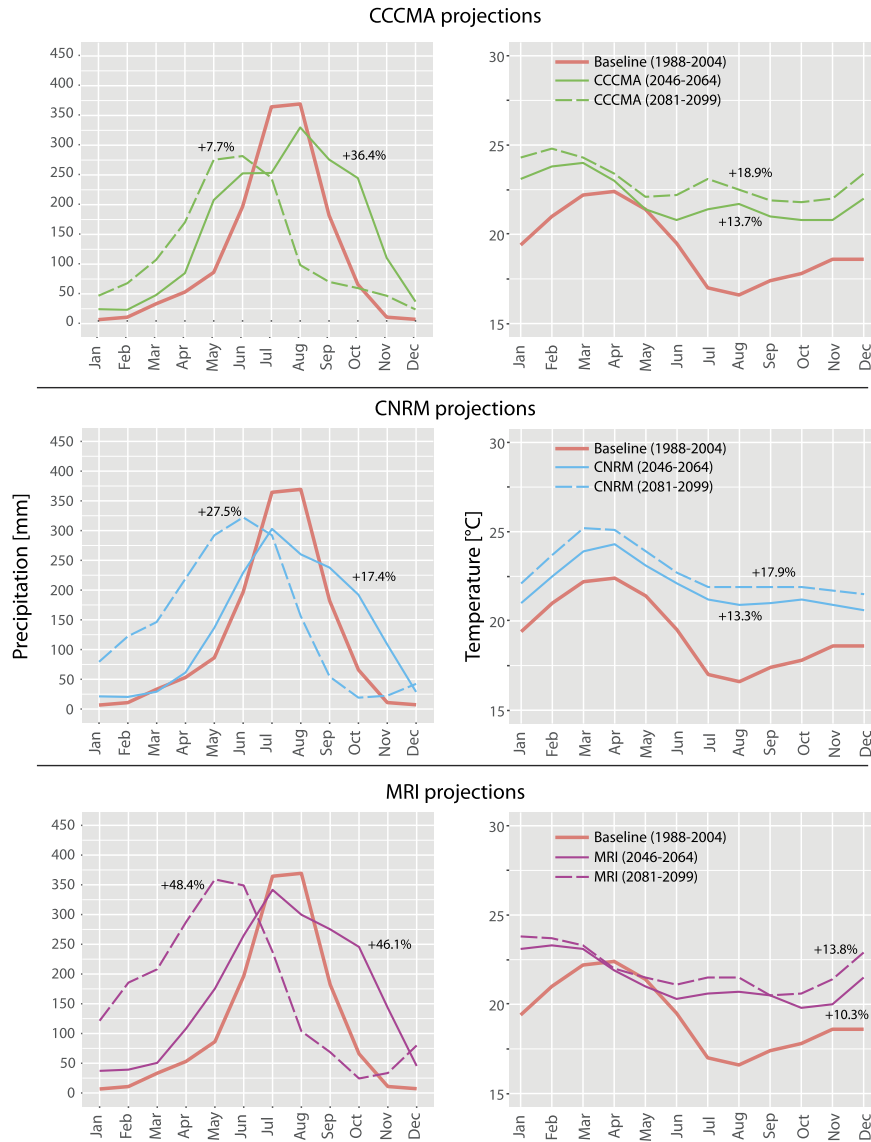 CCCMA projections
450
400
350
300
250
200
150
100
50
0
+7.7%
+36.4%
Jan
Feb
Mar
Apr
May
Jun
Jul
Aug
Sep
Oct
Nov
Dec
30
25
20
15
Baseline (1988-2004)
CCCMA (2046-2064)
CCCMA (2081-2099)
+18.9%
+13.7%
Jan
Feb
Mar
Apr
May
Jun
Jul
Aug
Sep
Oct
Nov
Dec
CNRM projections
Precipitation [mm]
450
400
350
300
250
200
150
100
50
0
+27.5%
+17.4%
Jan
Feb
Mar
Apr
May
Jun
Jul
Aug
Sep
Oct
Nov
Dec
Temperature [°C]
30
25
20
15
Baseline (1988-2004)
CNRM (2046-2064)
CNRM (2081-2099)
+17.9%
+13.3%
Jan
Feb
Mar
Apr
May
Jun
Jul
Aug
Sep
Oct
Nov
Dec
MRI projections
450
400
350
300
250
200
150
100
50
0
+48.4%
+46.1%
Jan
Feb
Mar
Apr
May
Jun
Jul
Aug
Sep
Oct
Nov
Dec
30
25
20
15
Baseline (1988-2004)
MRI (2046-2064)
MRI (2081-2099)
+13.8%
+10.3%
Jan
Feb
Mar
Apr
May
Jun
Jul
Aug
Sep
Oct
Nov
Dec